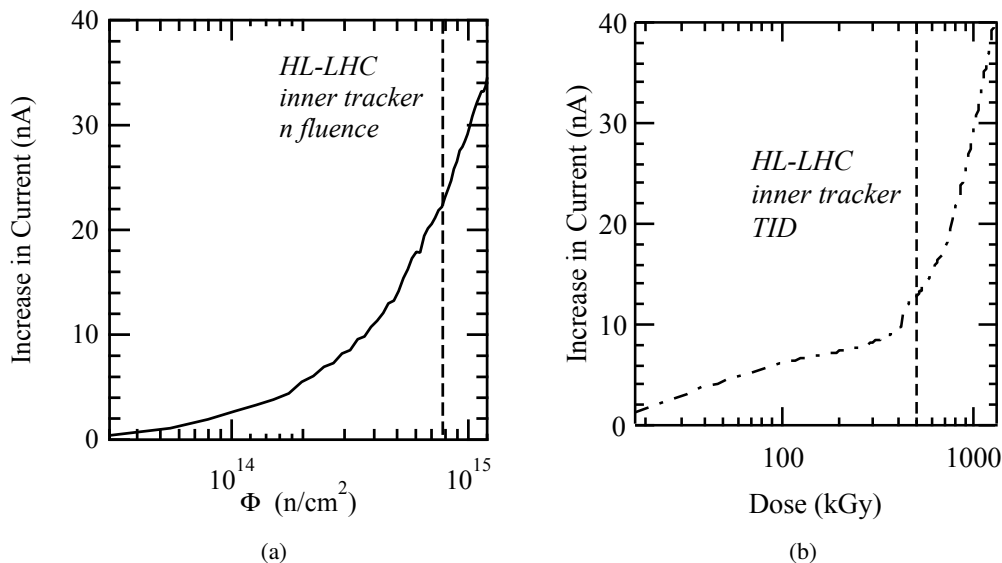 40
30
20
10
0
Increase in Current (nA)
HL-LHC
inner tracker
n fluence
10^14
10^15
Φ (n/cm^2)
(a)
40
30
20
10
0
Increase in Current (nA)
HL-LHC
inner tracker
TID
100
1000
Dose (kGy)
(b)